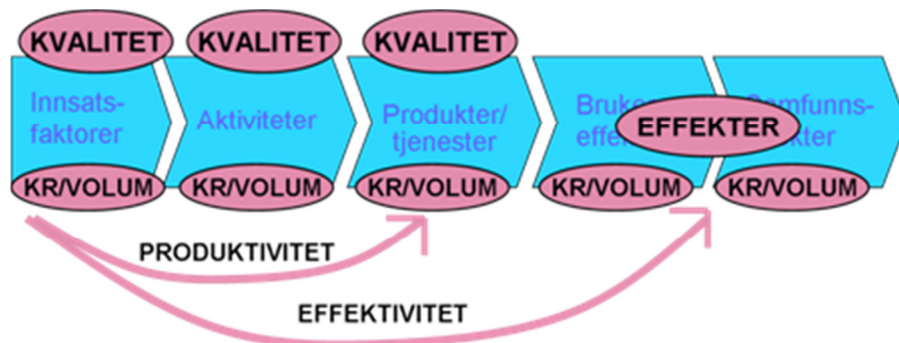 KVALITET
KVALITET
KVALITET
Innsats-
faktorer
Aktiviteter
Produkter/
tjenester
EFFEKTER
KR/VOLUM
KR/VOLUM
KR/VOLUM
KR/VOLUM
KR/VOLUM
PRODUKTIVITET
EFFEKTIVITET